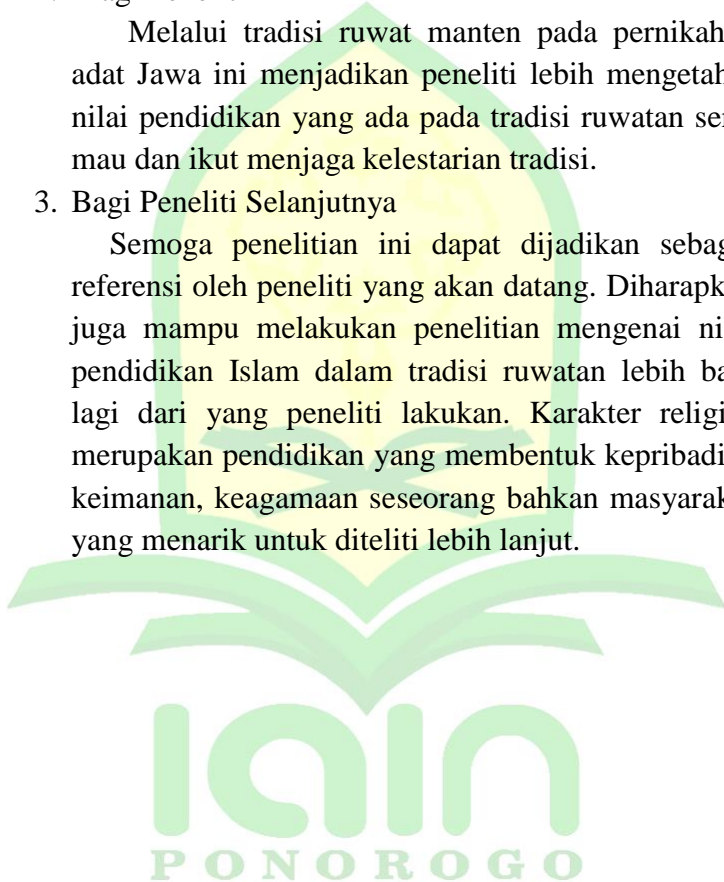 Melalui tradisi ruwat manten pada pernikah
adat Jawa ini menjadikan peneliti lebih mengetah
nilai pendidikan yang ada pada tradisi ruwatan ser
mau dan ikut menjaga kelestarian tradisi.
3. Bagi Peneliti Selanjutnya
Semoga penelitian ini dapat dijadikan sebag
referensi oleh peneliti yang akan datang. Diharapk
juga mampu melakukan penelitian mengenai ni
pendidikan Islam dalam tradisi ruwatan lebih ba
lagi dari yang peneliti lakukan. Karakter religi
merupakan pendidikan yang membentuk kepribadi
keimanan, keagamaan seseorang bahkan masyarak
yang menarik untuk diteliti lebih lanjut.
iain
PONOROGO